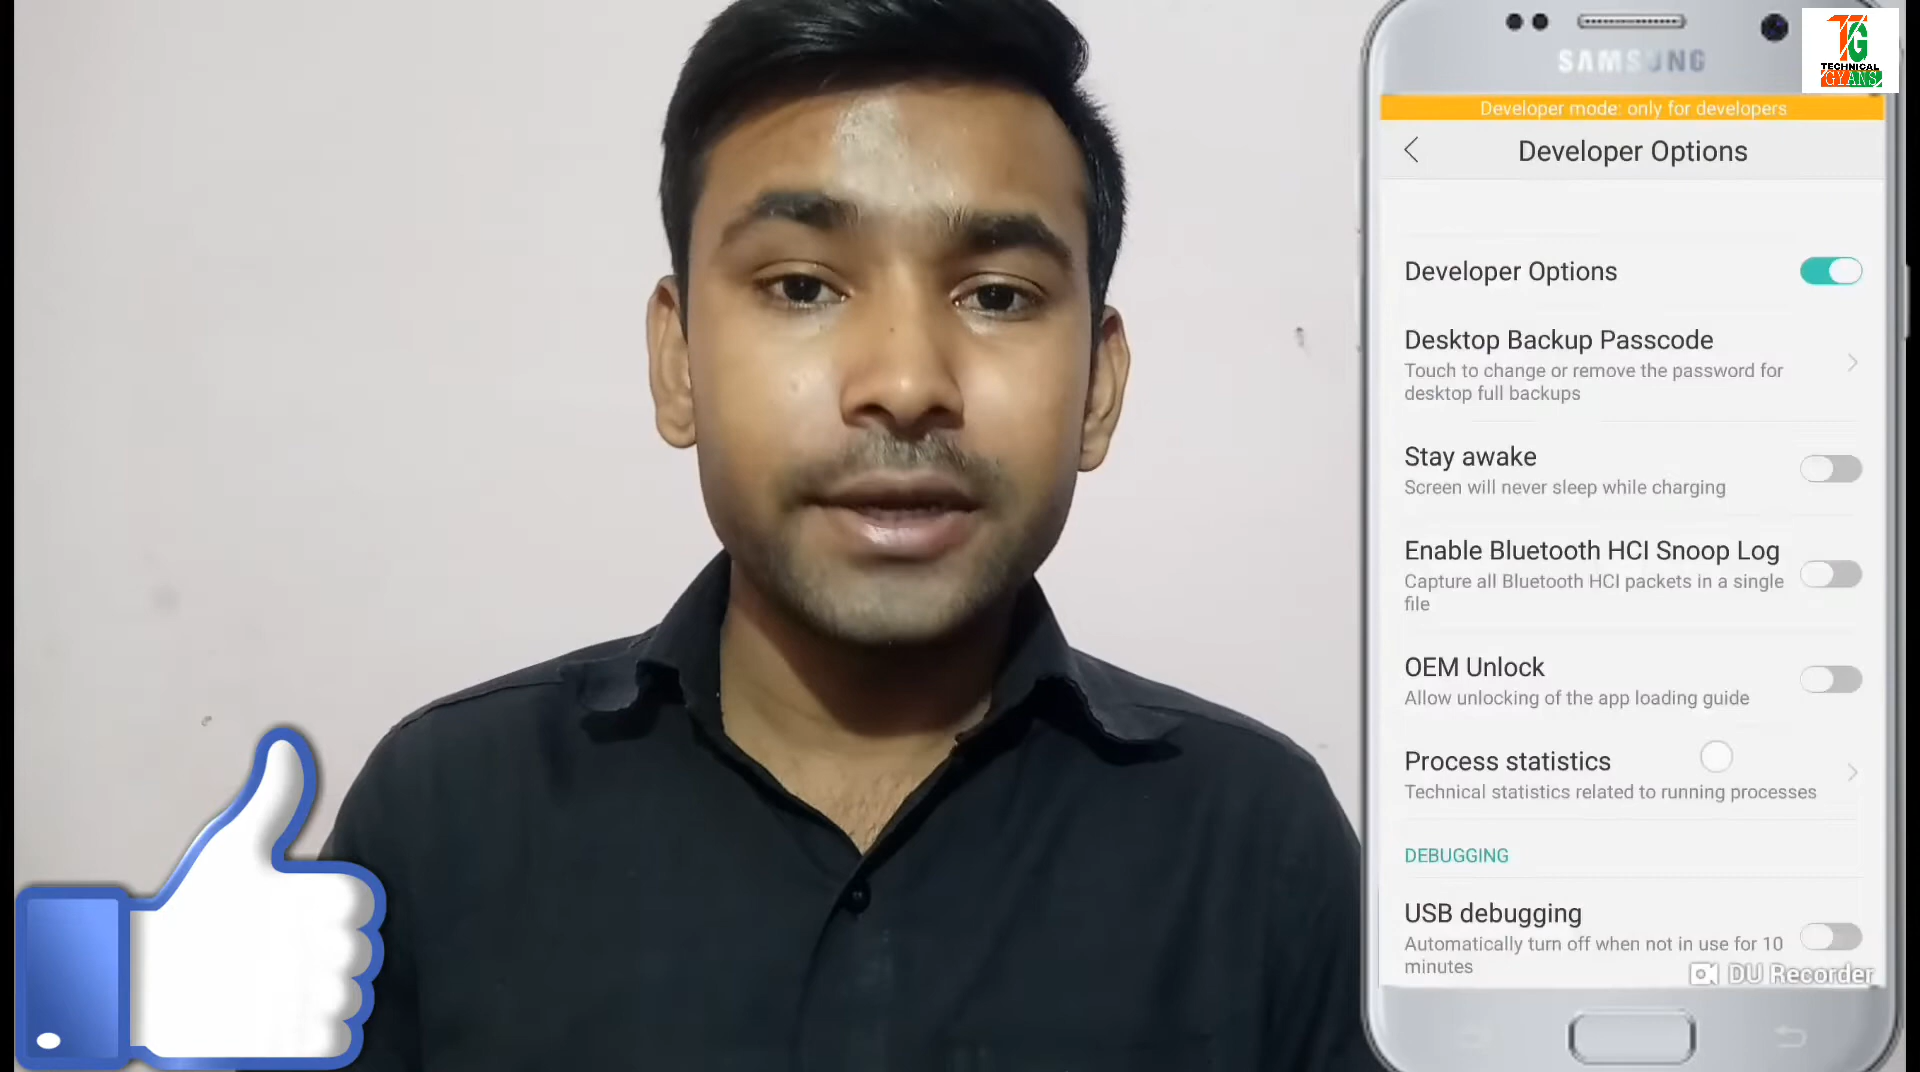 TG
TECHNICAL
GYANS
SAMSUNG
Developer mode: only for developers
Developer Options
Developer Options
Desktop Backup Passcode
Touch to change or remove the password for
desktop full backups
Stay awake
Screen will never sleep while charging
Enable Bluetooth HCI Snoop Log
Capture all Bluetooth HCI packets in a single
file
OEM Unlock
Allow unlocking of the app loading guide
Process statistics
Technical statistics related to running processes
DEBUGGING
USB debugging
Automatically turn off when not in use for 10
minutes
DU Recorder